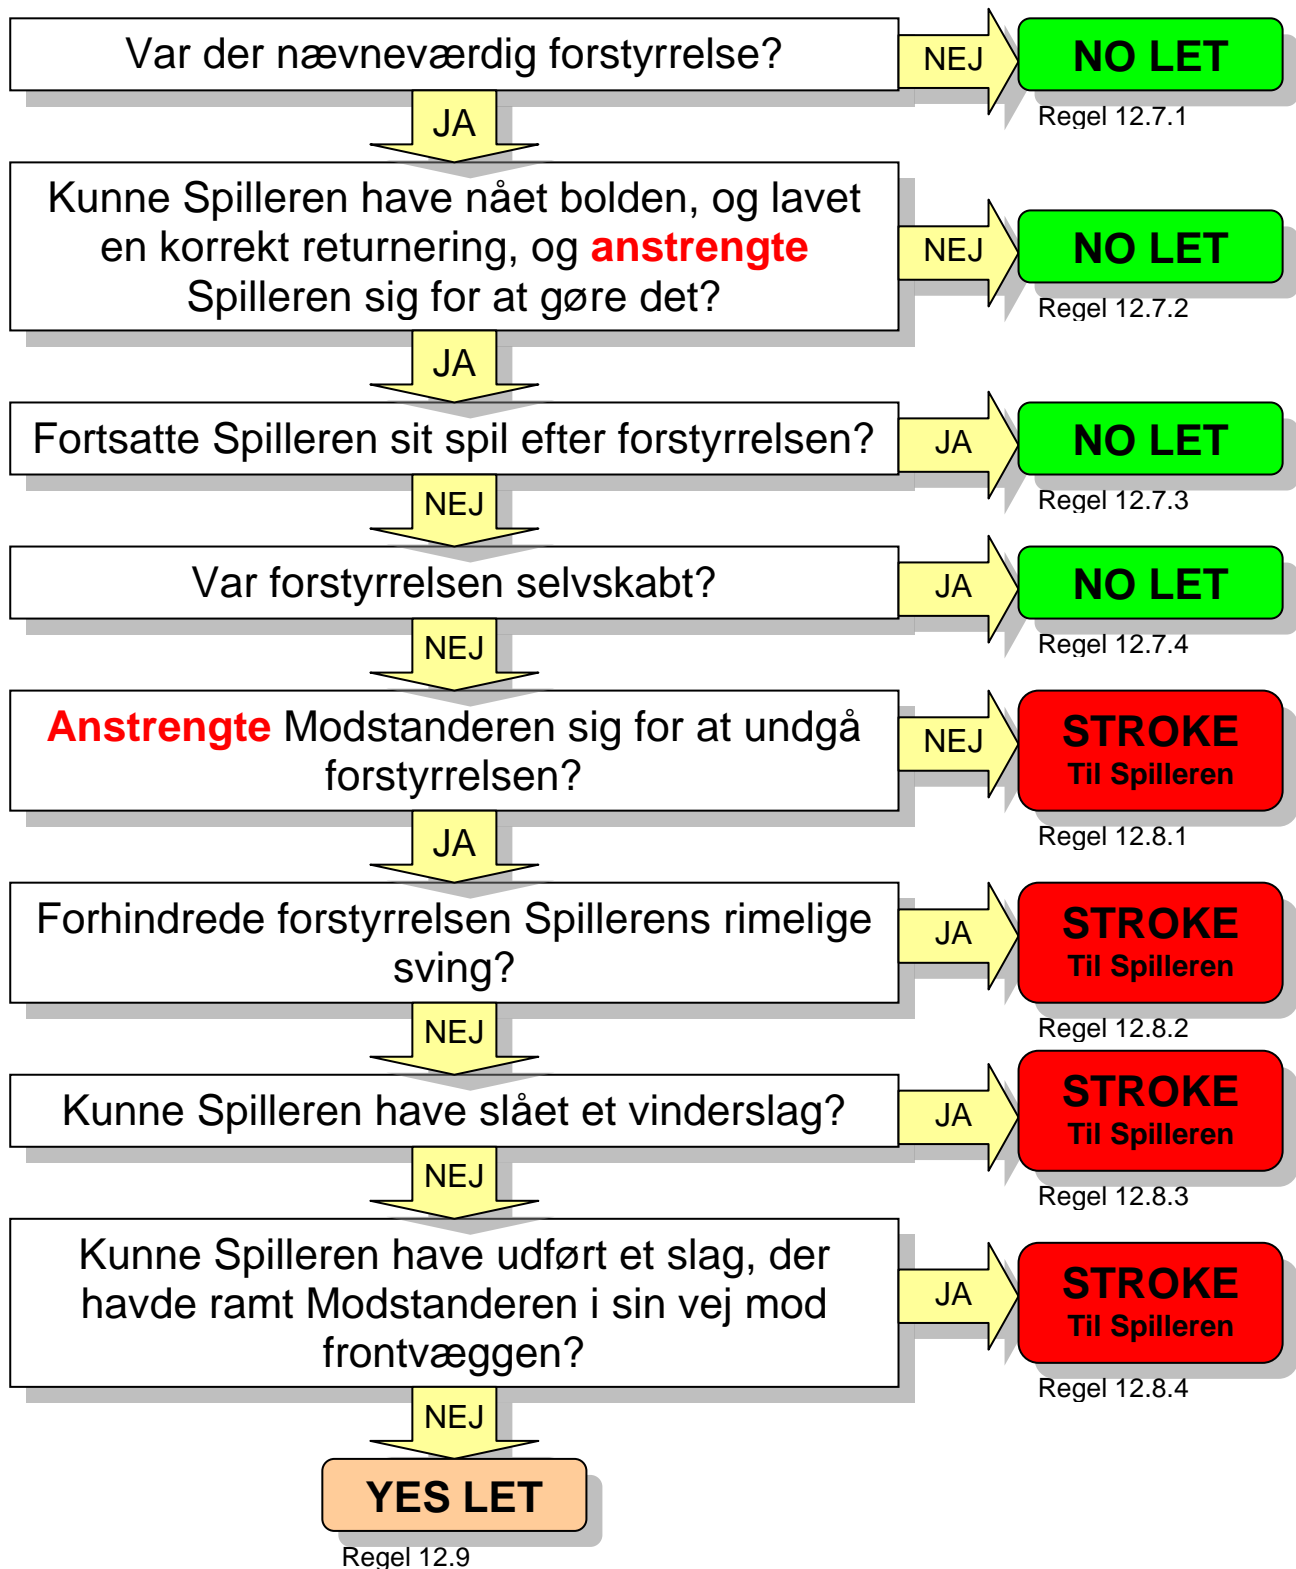 Var der nævneværdig forstyrrelse?
NEJ
NO LET
Regel 12.7.1
JA
Kunne Spilleren have nået bolden, og lavet
en korrekt returnering, og anstrengte
Spilleren sig for at gøre det?
NEJ
NO LET
Regel 12.7.2
JA
Fortsatte Spilleren sit spil efter forstyrrelsen?
JA
NO LET
Regel 12.7.3
NEJ
Var forstyrrelsen selvskabt?
JA
NO LET
Regel 12.7.4
NEJ
Anstrengte Modstanderen sig for at undgå
forstyrrelsen?
NEJ
STROKE
Til Spilleren
Regel 12.8.1
JA
Forhindrede forstyrrelsen Spillerens rimelige
sving?
JA
STROKE
Til Spilleren
Regel 12.8.2
NEJ
Kunne Spilleren have slået et vinderslag?
JA
STROKE
Til Spilleren
Regel 12.8.3
NEJ
Kunne Spilleren have udført et slag, der
havde ramt Modstanderen i sin vej mod
frontvæggen?
JA
STROKE
Til Spilleren
Regel 12.8.4
NEJ
YES LET
Regel 12.9